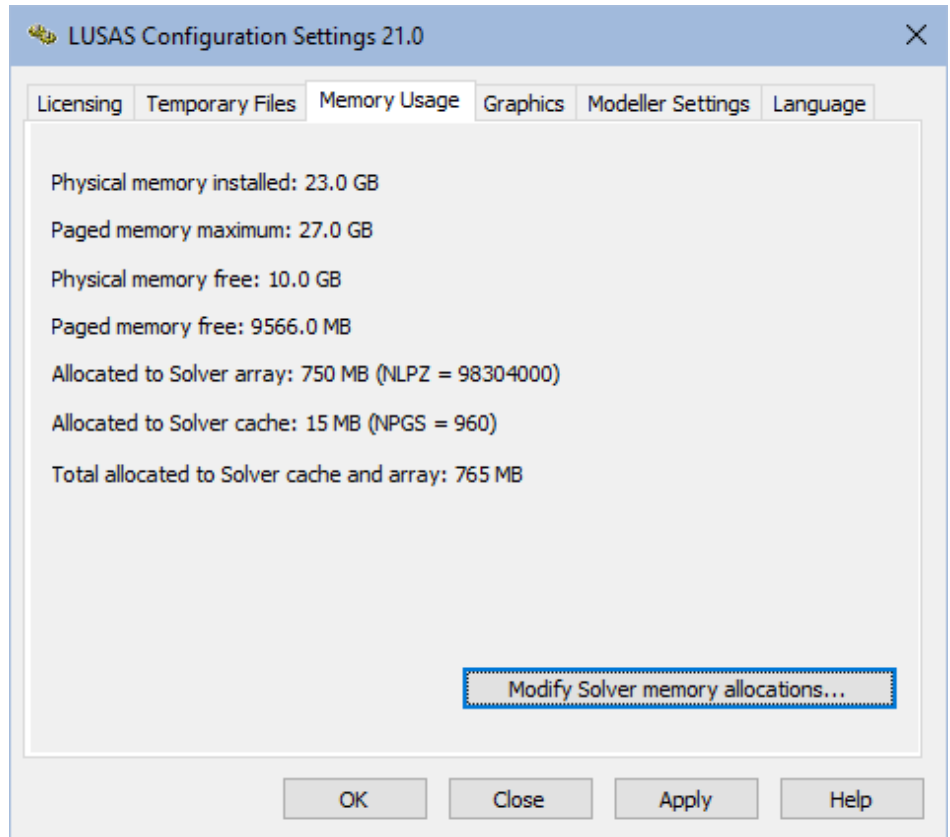 LUSAS Configuration Settings 21.0
Licensing Temporary Files Memory Usage Graphics Modeller Settings Language
Physical memory installed: 23.0 GB
Paged memory maximum: 27.0 GB
Physical memory free: 10.0 GB
Paged memory free: 9566.0 MB
Allocated to Solver array: 750 MB (NLPZ = 98304000)
Allocated to Solver cache: 15 MB (NPGS = 960)
Total allocated to Solver cache and array: 765 MB
Modify Solver memory allocations...
OK Close Apply Help